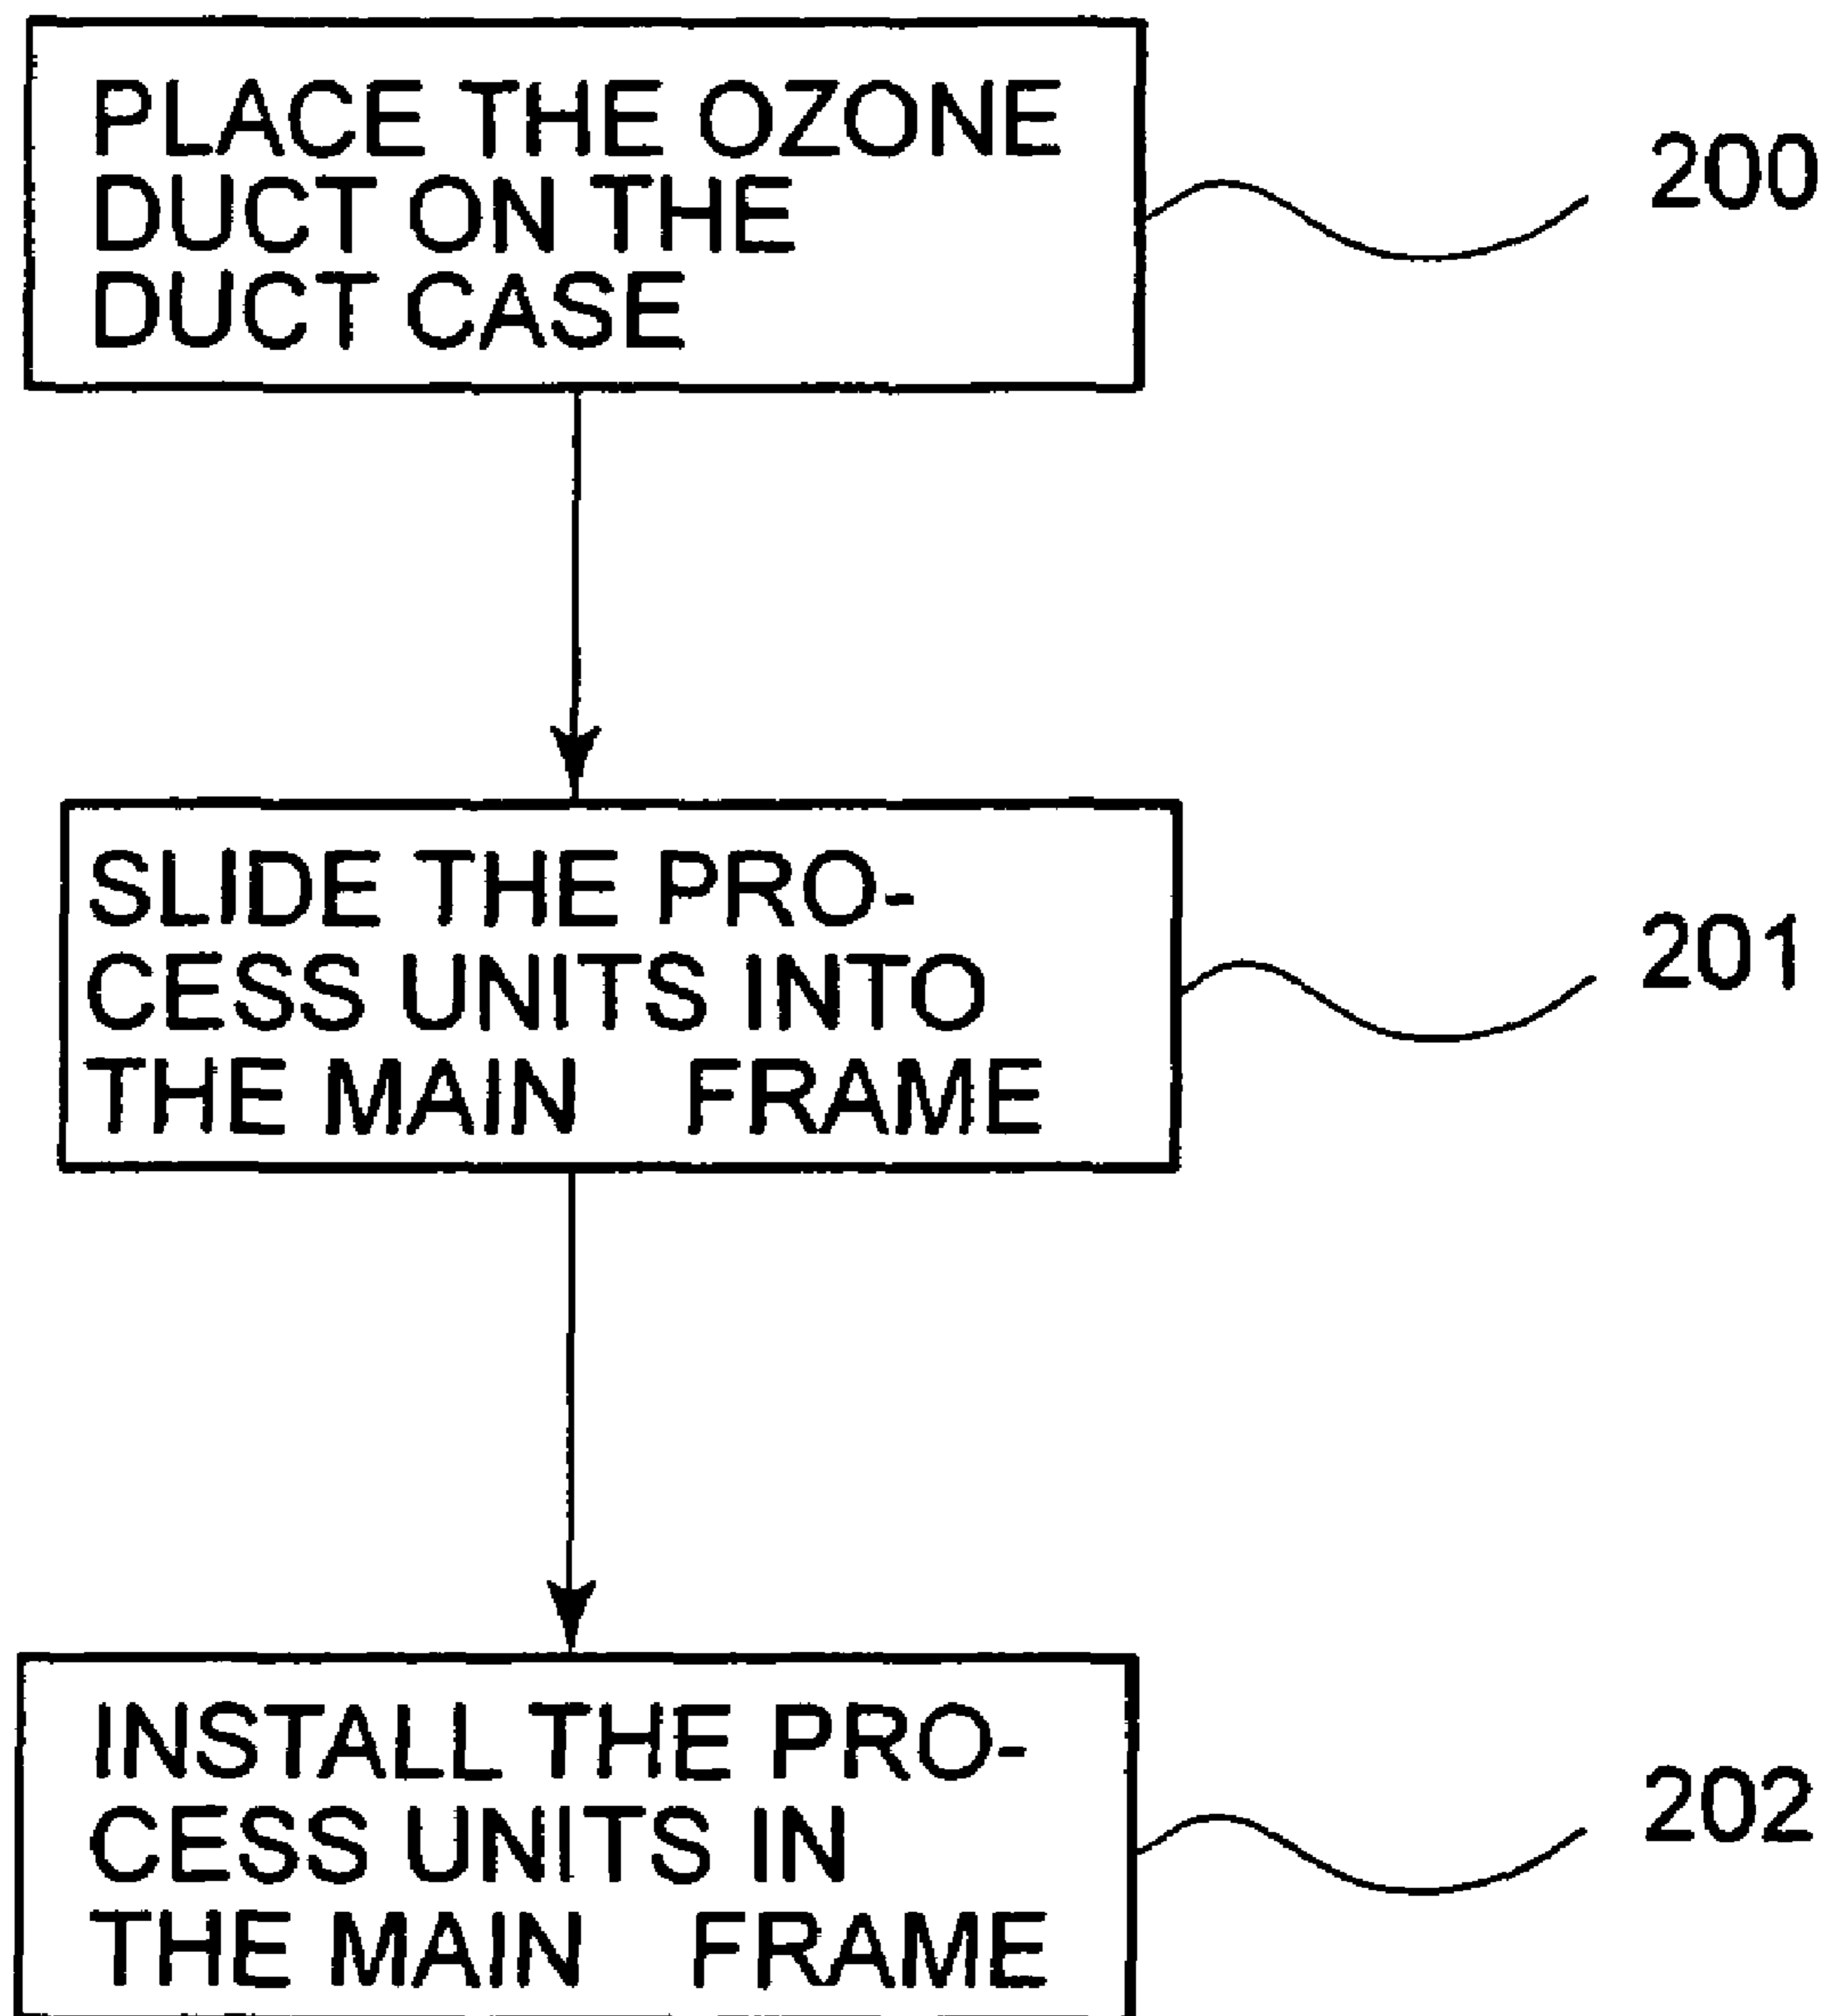 PLACE THE OZONE
DUCT ON THE
DUCT CASE
200
SLIDE THE PRO-
CESS UNITS INTO
THE MAIN FRAME
201
INSTALL THE PRO-
CESS UNITS IN
THE MAIN FRAME
202